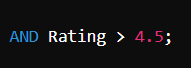 AND Rating > 4.5;